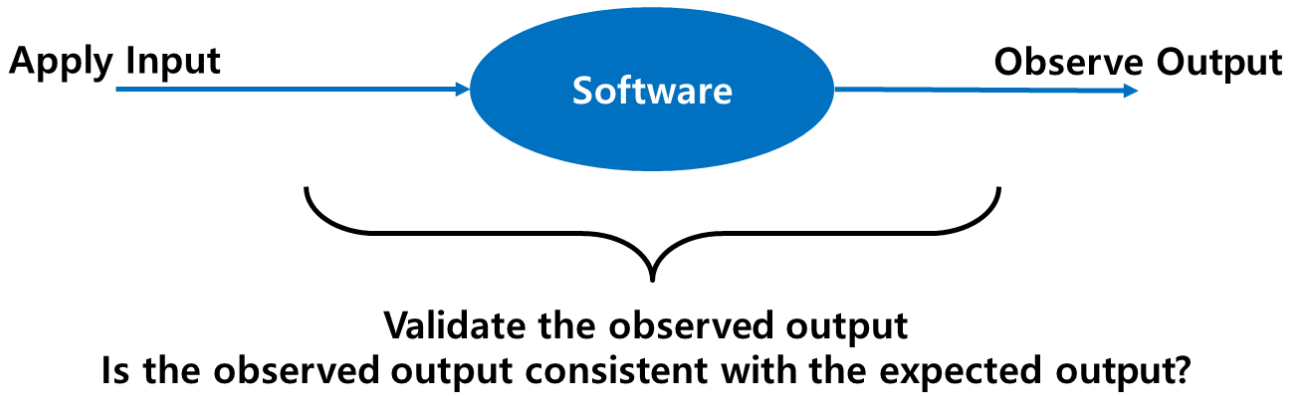 Apply Input
Software
Observe Output
Validate the observed output
Is the observed output consistent with the expected output?